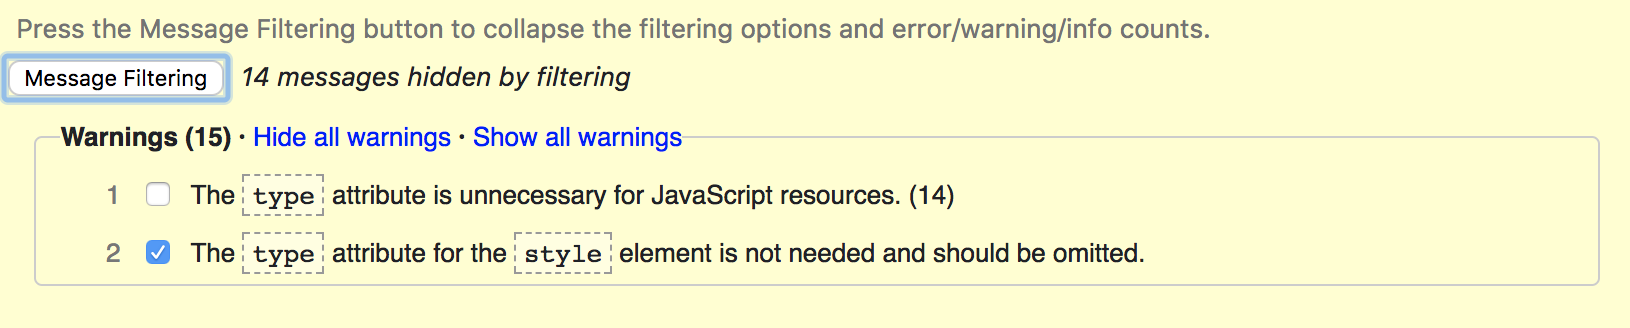 Press the Message Filtering button to collapse the filtering options and error/warning/info counts.
Message Filtering 14 messages hidden by filtering
Warnings (15) · Hide all warnings · Show all warnings
1 The type attribute is unnecessary for JavaScript resources. (14)
2 The type attribute for the style element is not needed and should be omitted.